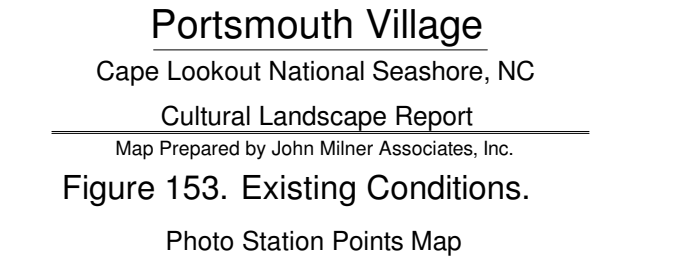 Portsmouth Village
Cape Lookout National Seashore, NC
Cultural Landscape Report
Map Prepared by John Milner Associates, Inc.
Figure 153. Existing Conditions.
Photo Station Points Map